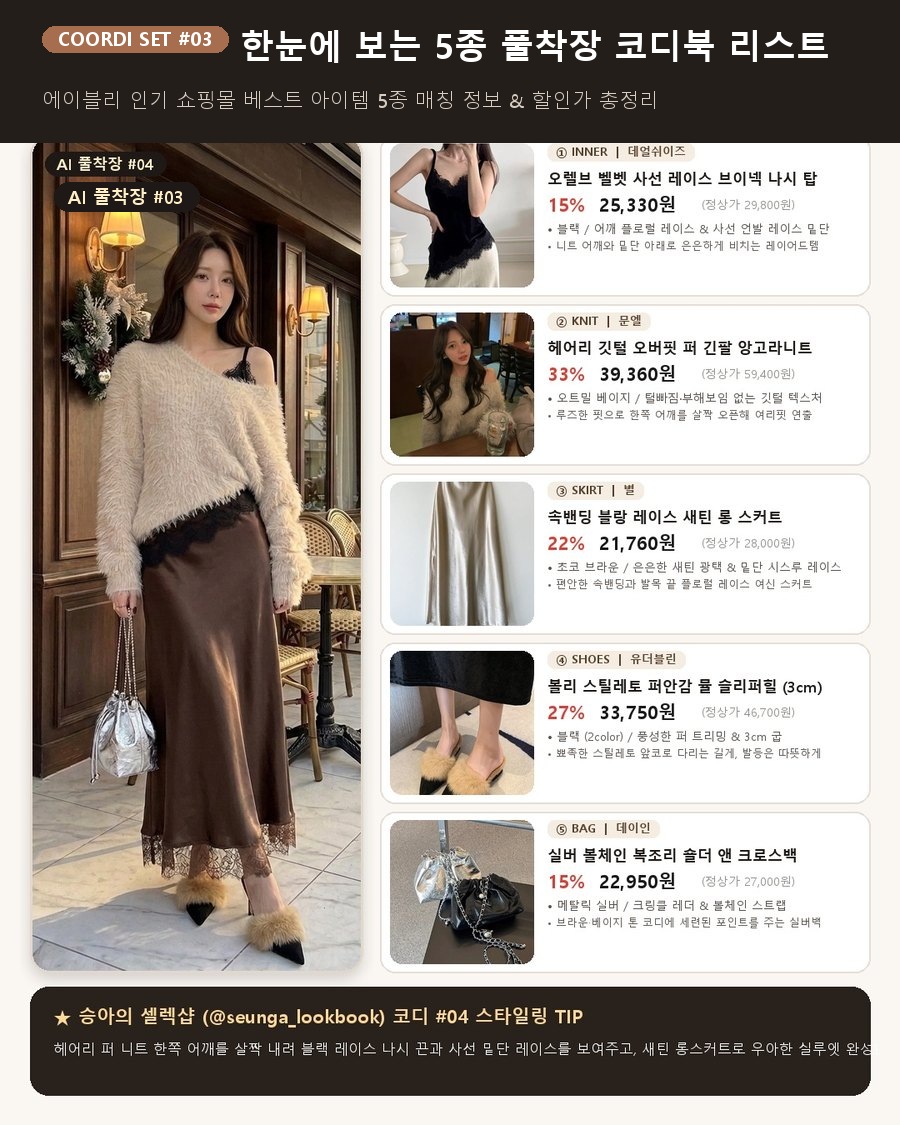 COORDI SET #03 한눈에 보는 5종 풀착장 코디북 리스트
에이블리 인기 쇼핑몰 베스트 아이템 5종 매칭 정보 & 할인가 총정리
AI 풀착장 #04
AI 풀착장 #03
① INNER | 데얼쉬이즈
오렐브 벨벳 사선 레이스 브이넥 나시 탑
15% 25,330원 (정상가 29,800원)
• 블랙 / 어깨 플로럴 레이스 & 사선 언발 레이스 밑단
• 니트 어깨와 밑단 아래로 은은하게 비치는 레이어드템
② KNIT | 문엘
헤어리 깃털 오버핏 퍼 긴팔 앙고라니트
33% 39,360원 (정상가 59,400원)
• 오트밀 베이지 / 털빠짐·부해보임 없는 깃털 텍스처
• 루즈한 핏으로 한쪽 어깨를 살짝 오픈해 여리핏 연출
③ SKIRT | 별
속밴딩 블랑 레이스 새틴 롱 스커트
22% 21,760원 (정상가 28,000원)
• 초코 브라운 / 은은한 새틴 광택 & 밑단 시스루 레이스
• 편안한 속밴딩과 발목 끝 플로럴 레이스 여신 스커트
④ SHOES | 유더블린
볼리 스틸레토 퍼안감 뮬 슬리퍼힐 (3cm)
27% 33,750원 (정상가 46,700원)
• 블랙 (2color) / 풍성한 퍼 트리밍 & 3cm 굽
• 뾰족한 스틸레토 앞코로 다리는 길게, 발등은 따뜻하게
⑤ BAG | 데이인
실버 볼체인 복조리 숄더 앤 크로스백
15% 22,950원 (정상가 27,000원)
• 메탈릭 실버 / 크링클 레더 & 볼체인 스트랩
• 브라운·베이지 톤 코디에 세련된 포인트를 주는 실버백
★ 승아의 셀렉샵 (@seunga_lookbook) 코디 #04 스타일링 TIP
헤어리 퍼 니트 한쪽 어깨를 살짝 내려 블랙 레이스 나시 끈과 사선 밑단 레이스를 보여주고, 새틴 롱스커트로 우아한 실루엣 완성